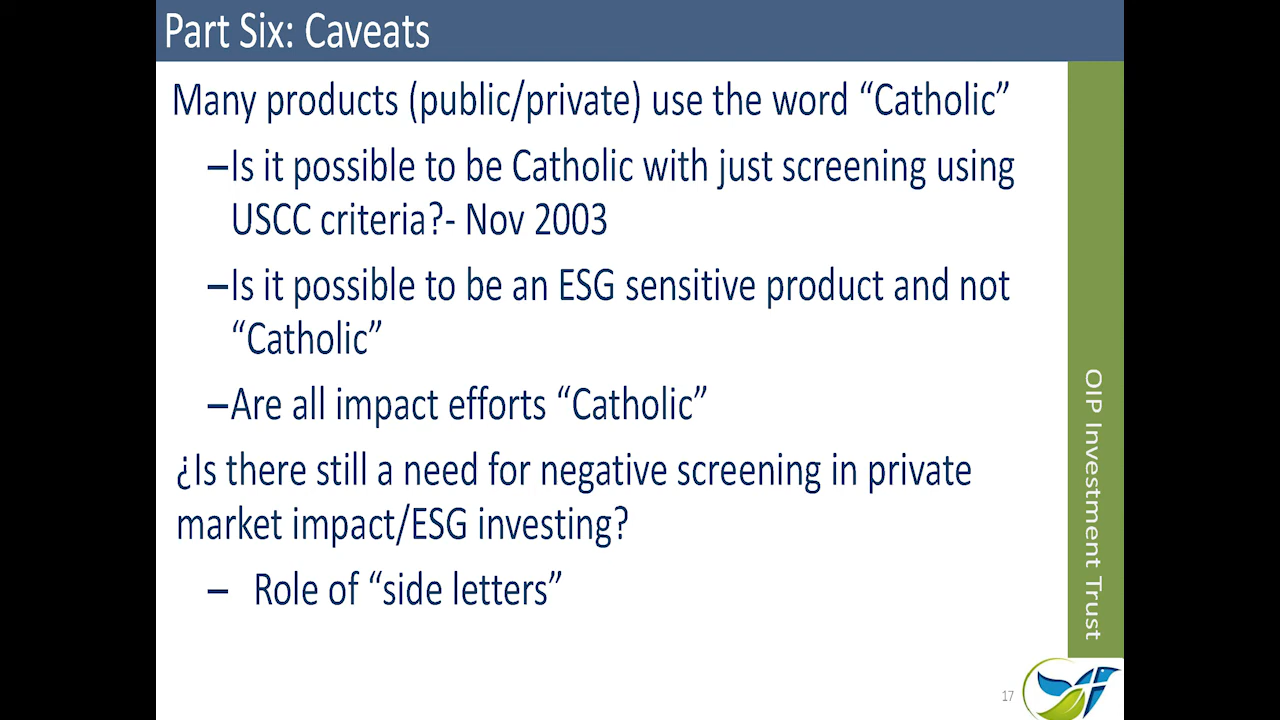 Part Six: Caveats
Many products (public/private) use the word “Catholic”
–Is it possible to be Catholic with just screening using
USCC criteria?- Nov 2003
–Is it possible to be an ESG sensitive product and not
“Catholic”
–Are all impact efforts “Catholic”
¿Is there still a need for negative screening in private
market impact/ESG investing?
– Role of “side letters”
OIP Investment Trust
17